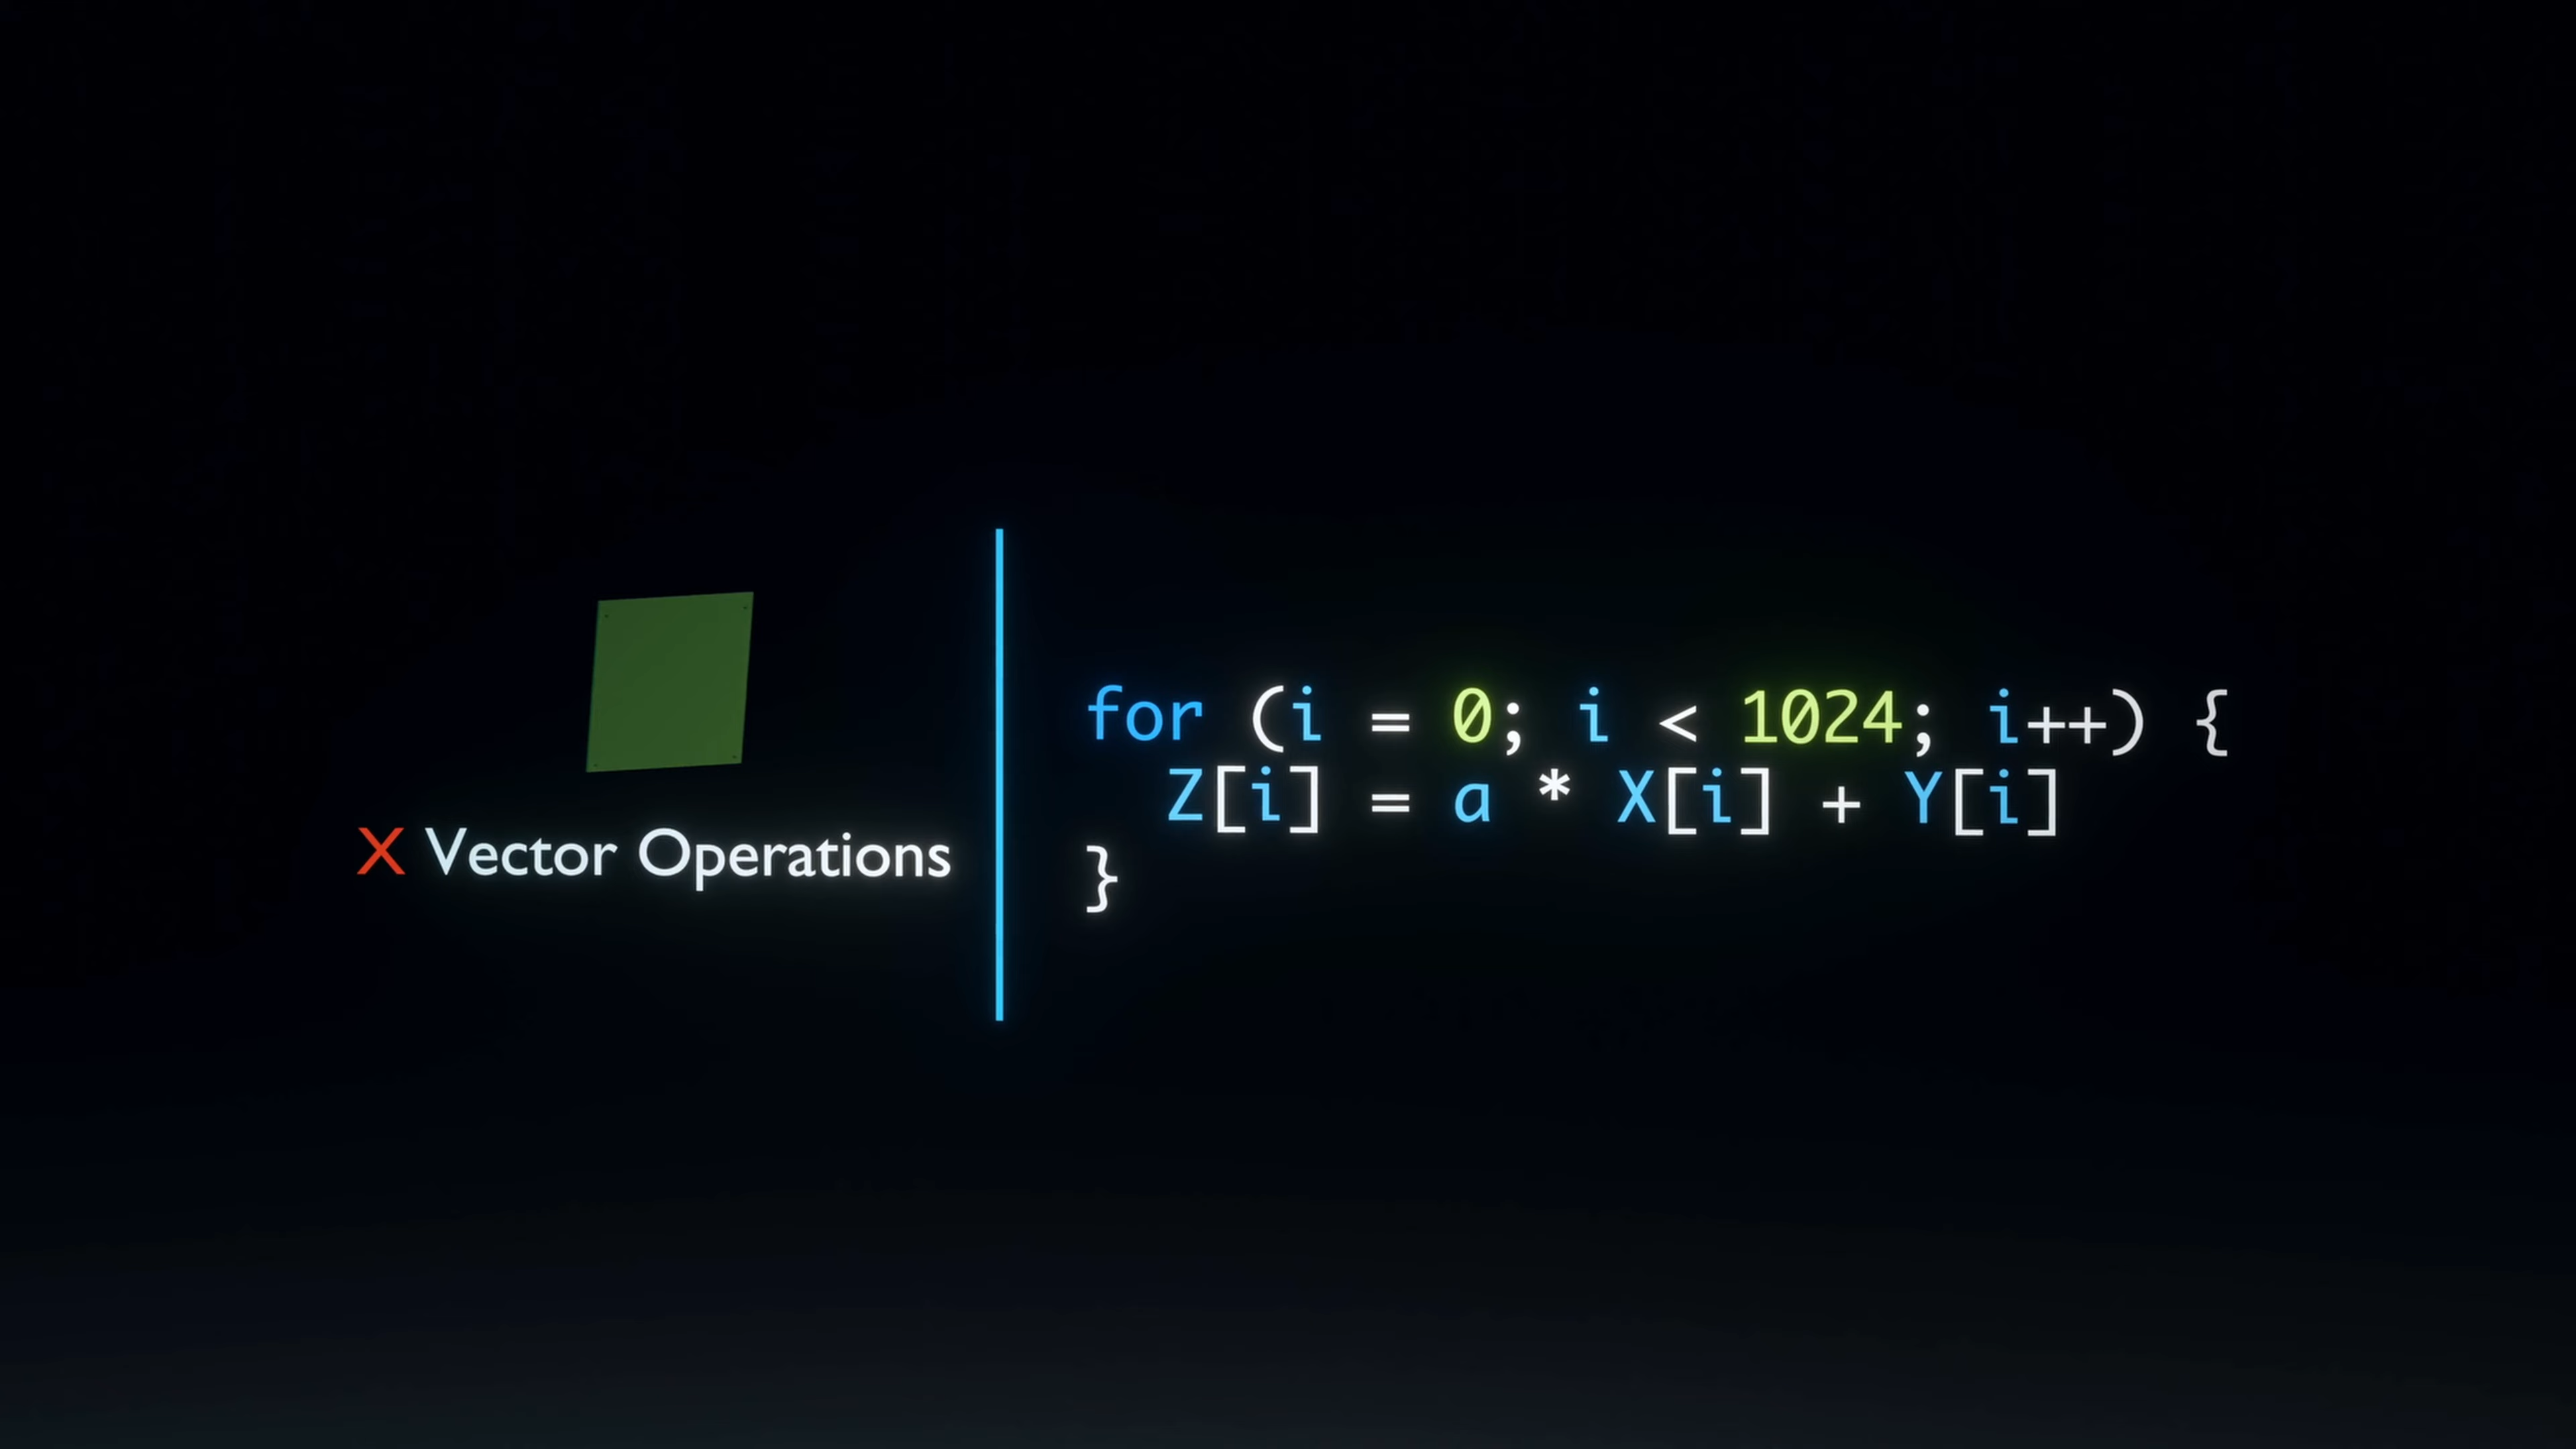 X Vector Operations
for (i = 0; i < 1024; i++) {
  Z[i] = a * X[i] + Y[i]
}